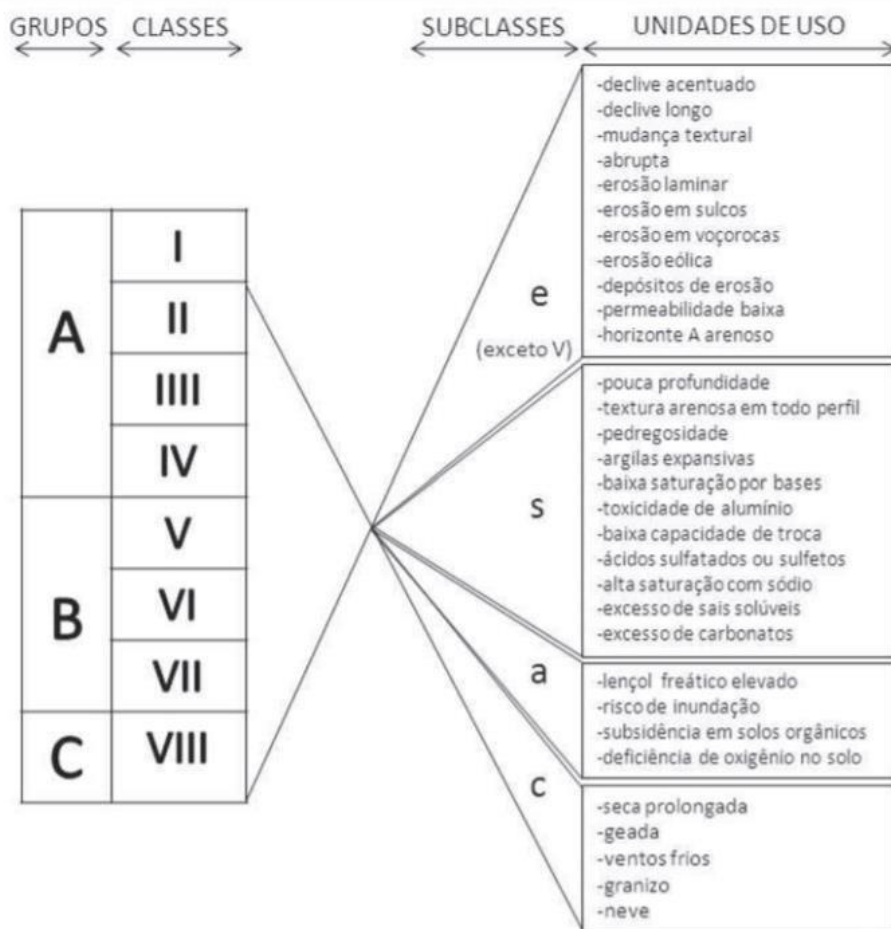 GRUPOS CLASSES SUBCLASSES UNIDADES DE USO
A
I
II
IIII
IV
B
V
VI
VII
C
VIII
e
(exceto V)
-declive acentuado
-declive longo
-mudança textural
-abrupta
-erosão laminar
-erosão em sulcos
-erosão em voçorocas
-erosão eólica
-depósitos de erosão
-permeabilidade baixa
-horizonte A arenoso
s
-pouca profundidade
-textura arenosa em todo perfil
-pedregosidade
-argilas expansivas
-baixa saturação por bases
-toxicidade de alumínio
-baixa capacidade de troca
-ácidos sulfatados ou sulfetos
-alta saturação com sódio
-excesso de sais solúveis
-excesso de carbonatos
a
-lençol freático elevado
-risco de inundação
-subsidência em solos orgânicos
-deficiência de oxigênio no solo
c
-seca prolongada
-geada
-ventos frios
-granizo
-neve